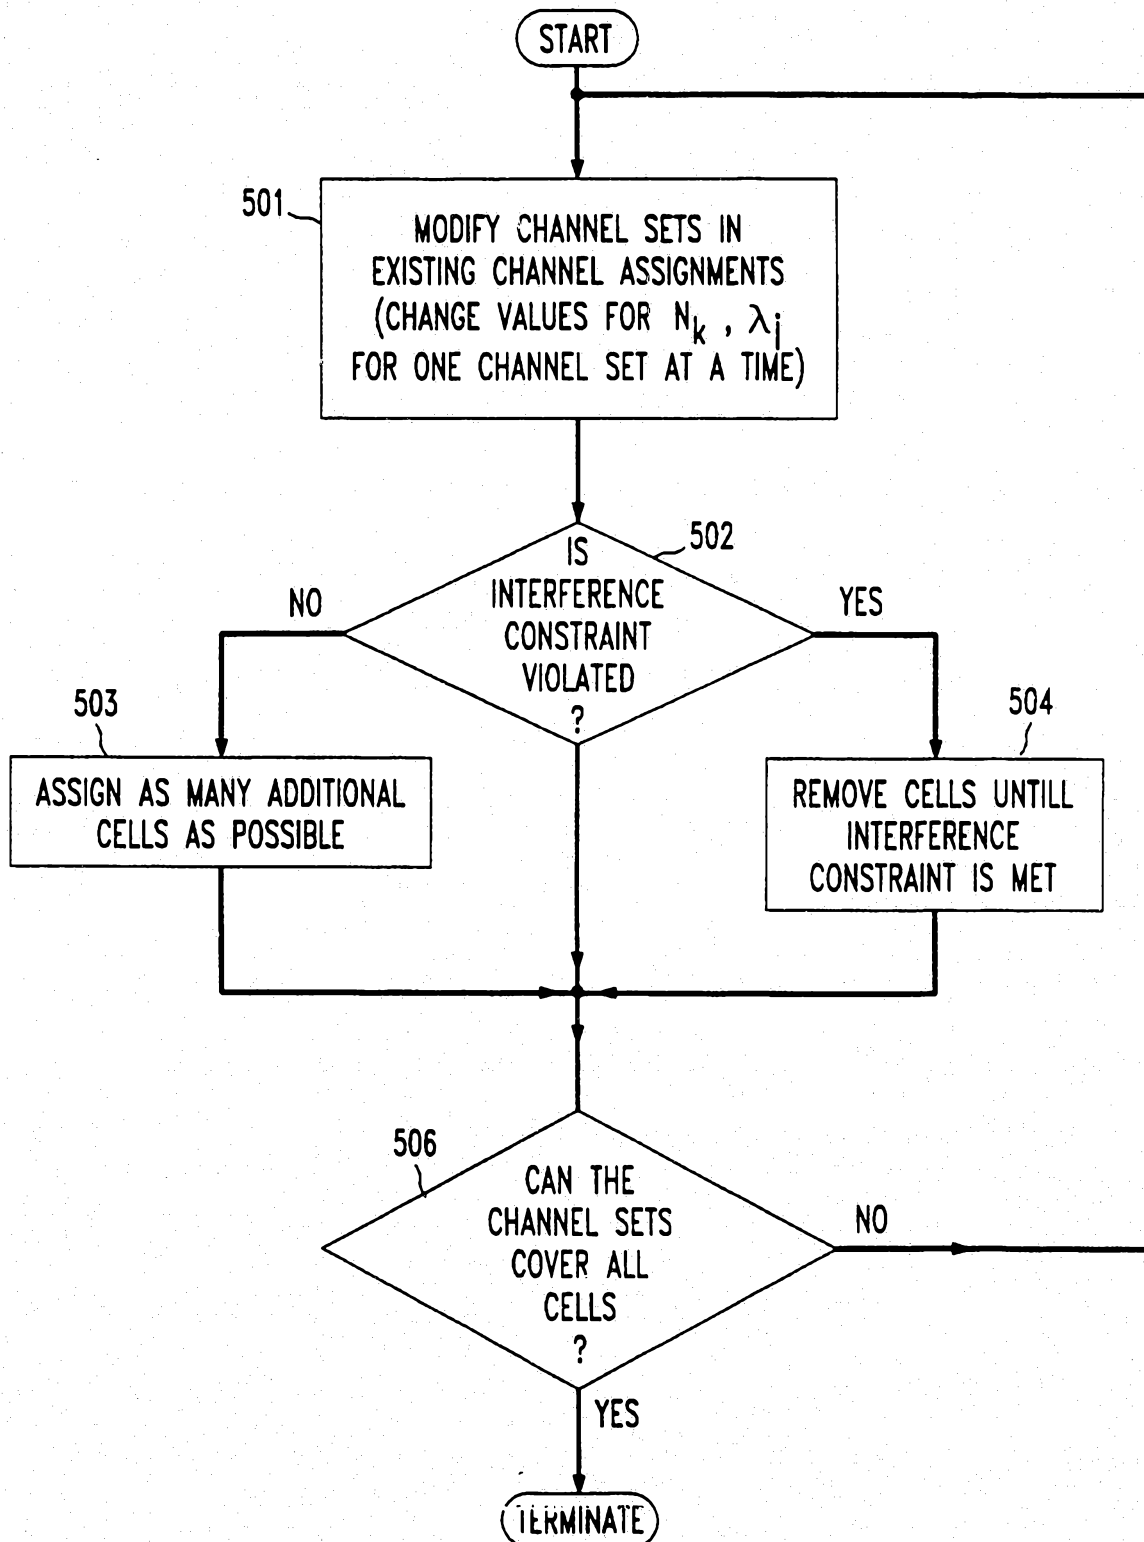 START
501
MODIFY CHANNEL SETS IN
EXISTING CHANNEL ASSIGNMENTS
(CHANGE VALUES FOR N_k , λ_j
FOR ONE CHANNEL SET AT A TIME)
502
IS
INTERFERENCE
CONSTRAINT
VIOLATED
?
NO
YES
503
ASSIGN AS MANY ADDITIONAL
CELLS AS POSSIBLE
504
REMOVE CELLS UNTILL
INTERFERENCE
CONSTRAINT IS MET
506
CAN THE
CHANNEL SETS
COVER ALL
CELLS
?
NO
YES
TERMINATE